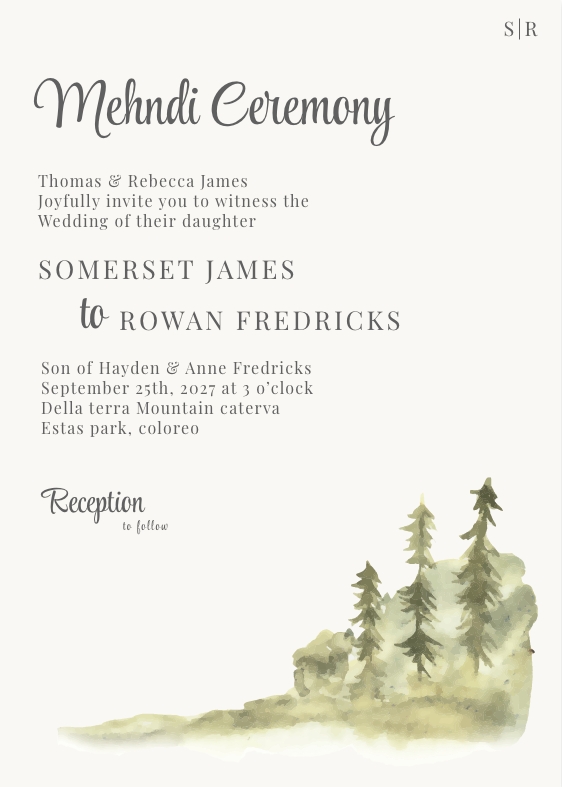 S|R
Mehndi Ceremony
Thomas & Rebecca James
Joyfully invite you to witness the
Wedding of their daughter
SOMERSET JAMES
to ROWAN FREDRICKS
Son of Hayden & Anne Fredricks
September 25th, 2027 at 3 o’clock
Della terra Mountain caterva
Estas park, coloreo
Reception
to follow